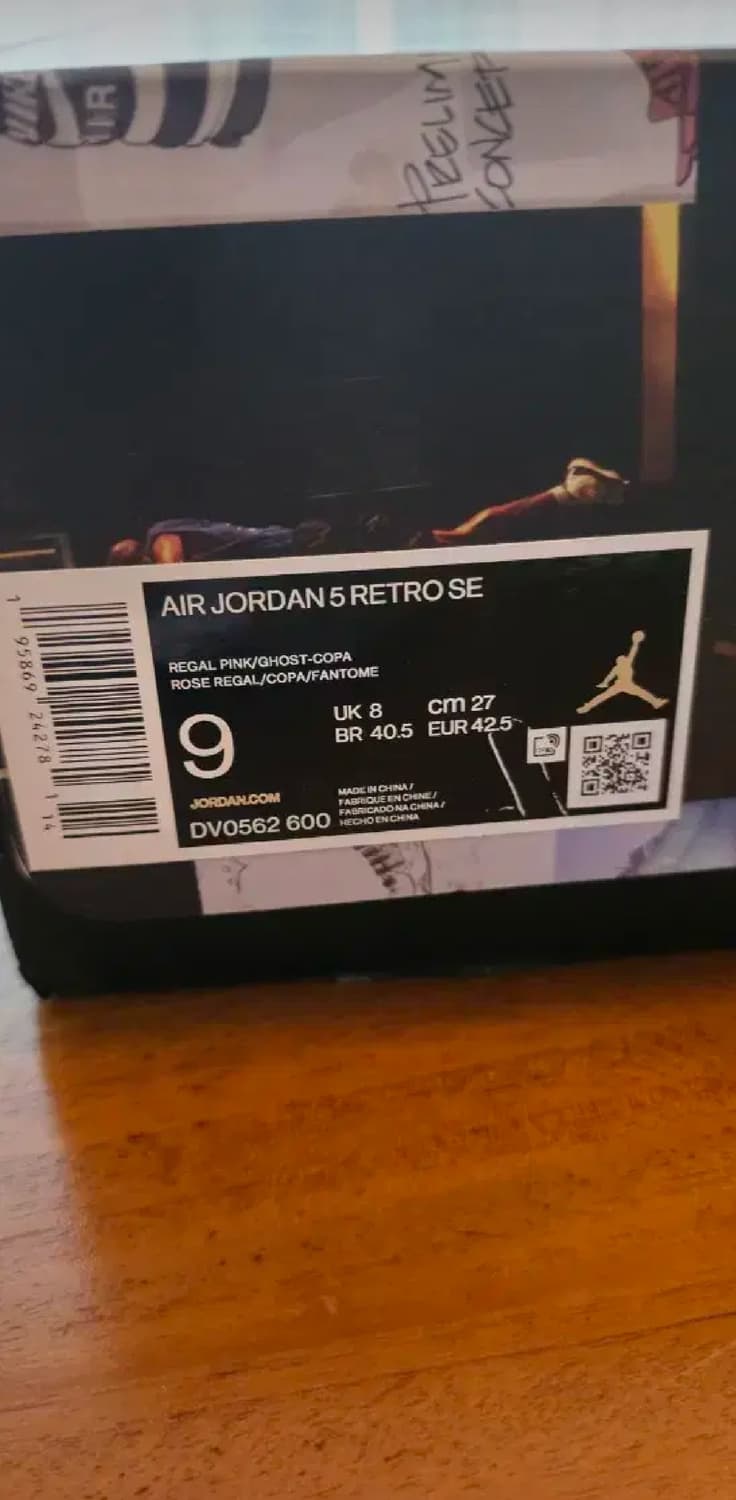 AIR
PRELIM
CONCEP
AIR JORDAN 5 RETRO SE
REGAL PINK/GHOST-COPA
ROSE REGAL/COPA/FANTOME
9
UK 8
cm 27
BR 40.5
EUR 42.5
JORDAN.COM
DV0562 600
MADE IN CHINA /
FABRIQUE EN CHINE /
FABRICADO NA CHINA /
HECHO EN CHINA
1 95869 24278 1 14